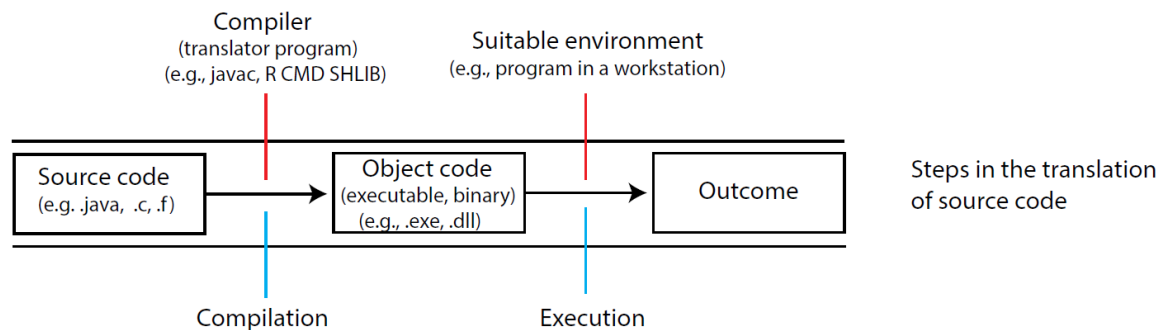 Compiler
(translator program)
(e.g., javac, R CMD SHLIB)
Suitable environment
(e.g., program in a workstation)
Source code
(e.g. .java, .c, .f)
Object code
(executable, binary)
(e.g., .exe, .dll)
Outcome
Steps in the translation
of source code
Compilation
Execution